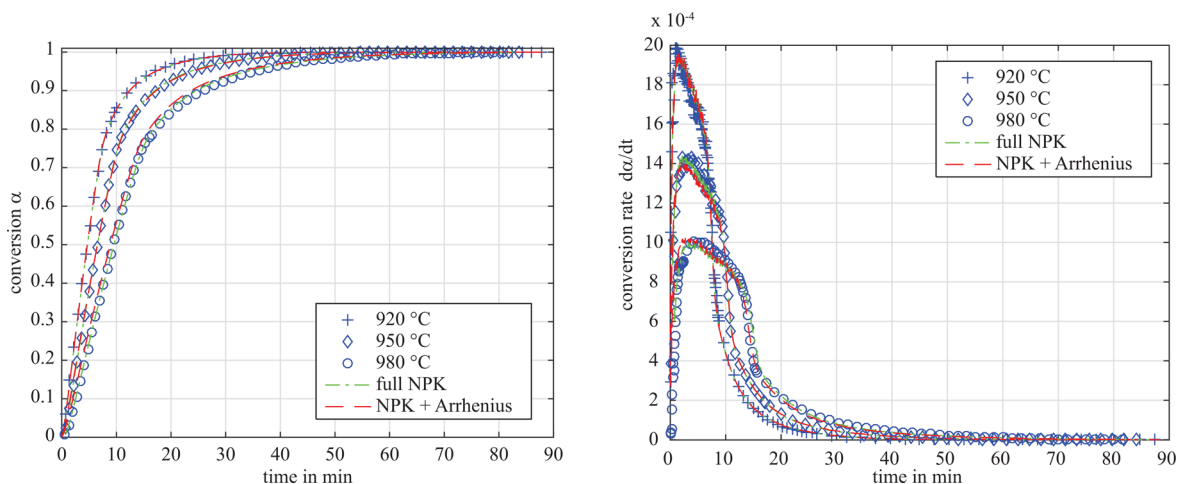 1
0.9
0.8
0.7
0.6
0.5
0.4
0.3
0.2
0.1
0
conversion α
0 10 20 30 40 50 60 70 80 90
time in min
920 °C
950 °C
980 °C
full NPK
NPK + Arrhenius
x 10-4
20
18
16
14
12
10
8
6
4
2
0
conversion rate dα/dt
0 10 20 30 40 50 60 70 80 90
time in min
920 °C
950 °C
980 °C
full NPK
NPK + Arrhenius